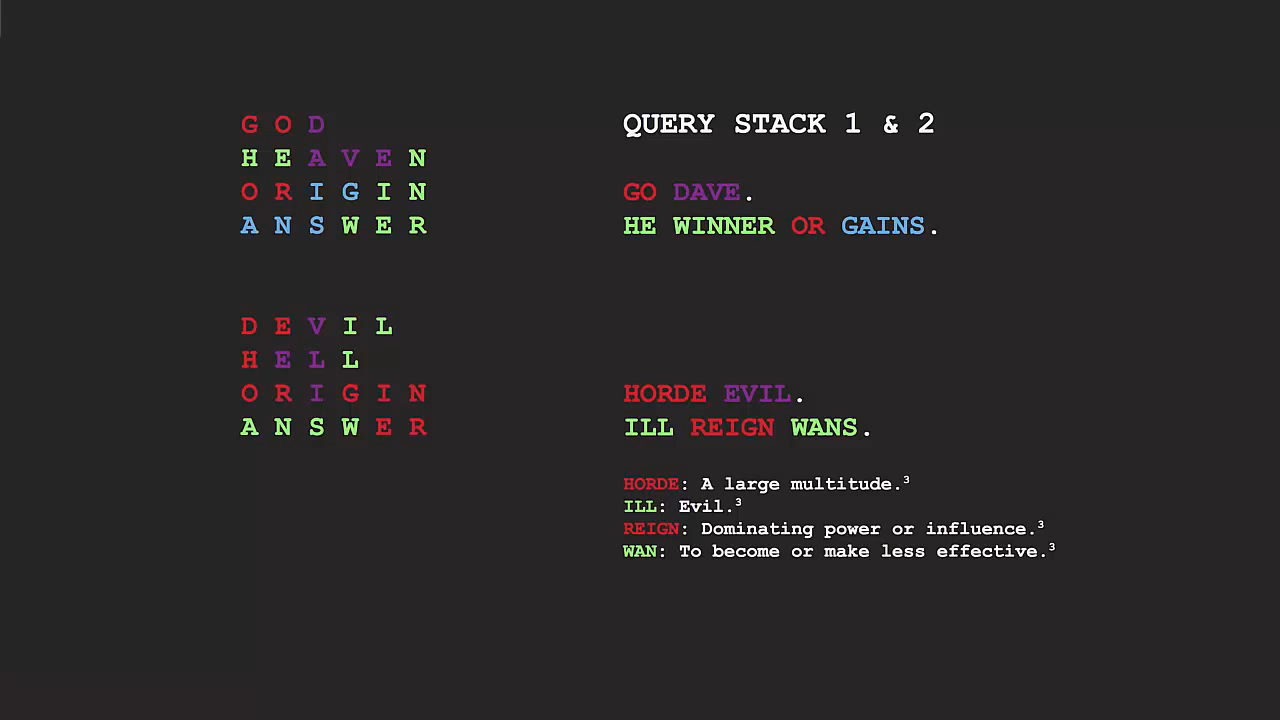 G O D
H E A V E N
O R I G I N
A N S W E R
D E V I L
H E L L
O R I G I N
A N S W E R
QUERY STACK 1 & 2
GO DAVE.
HE WINNER OR GAINS.
HORDE EVIL.
ILL REIGN WANS.
HORDE: A large multitude.³
ILL: Evil.³
REIGN: Dominating power or influence.³
WAN: To become or make less effective.³